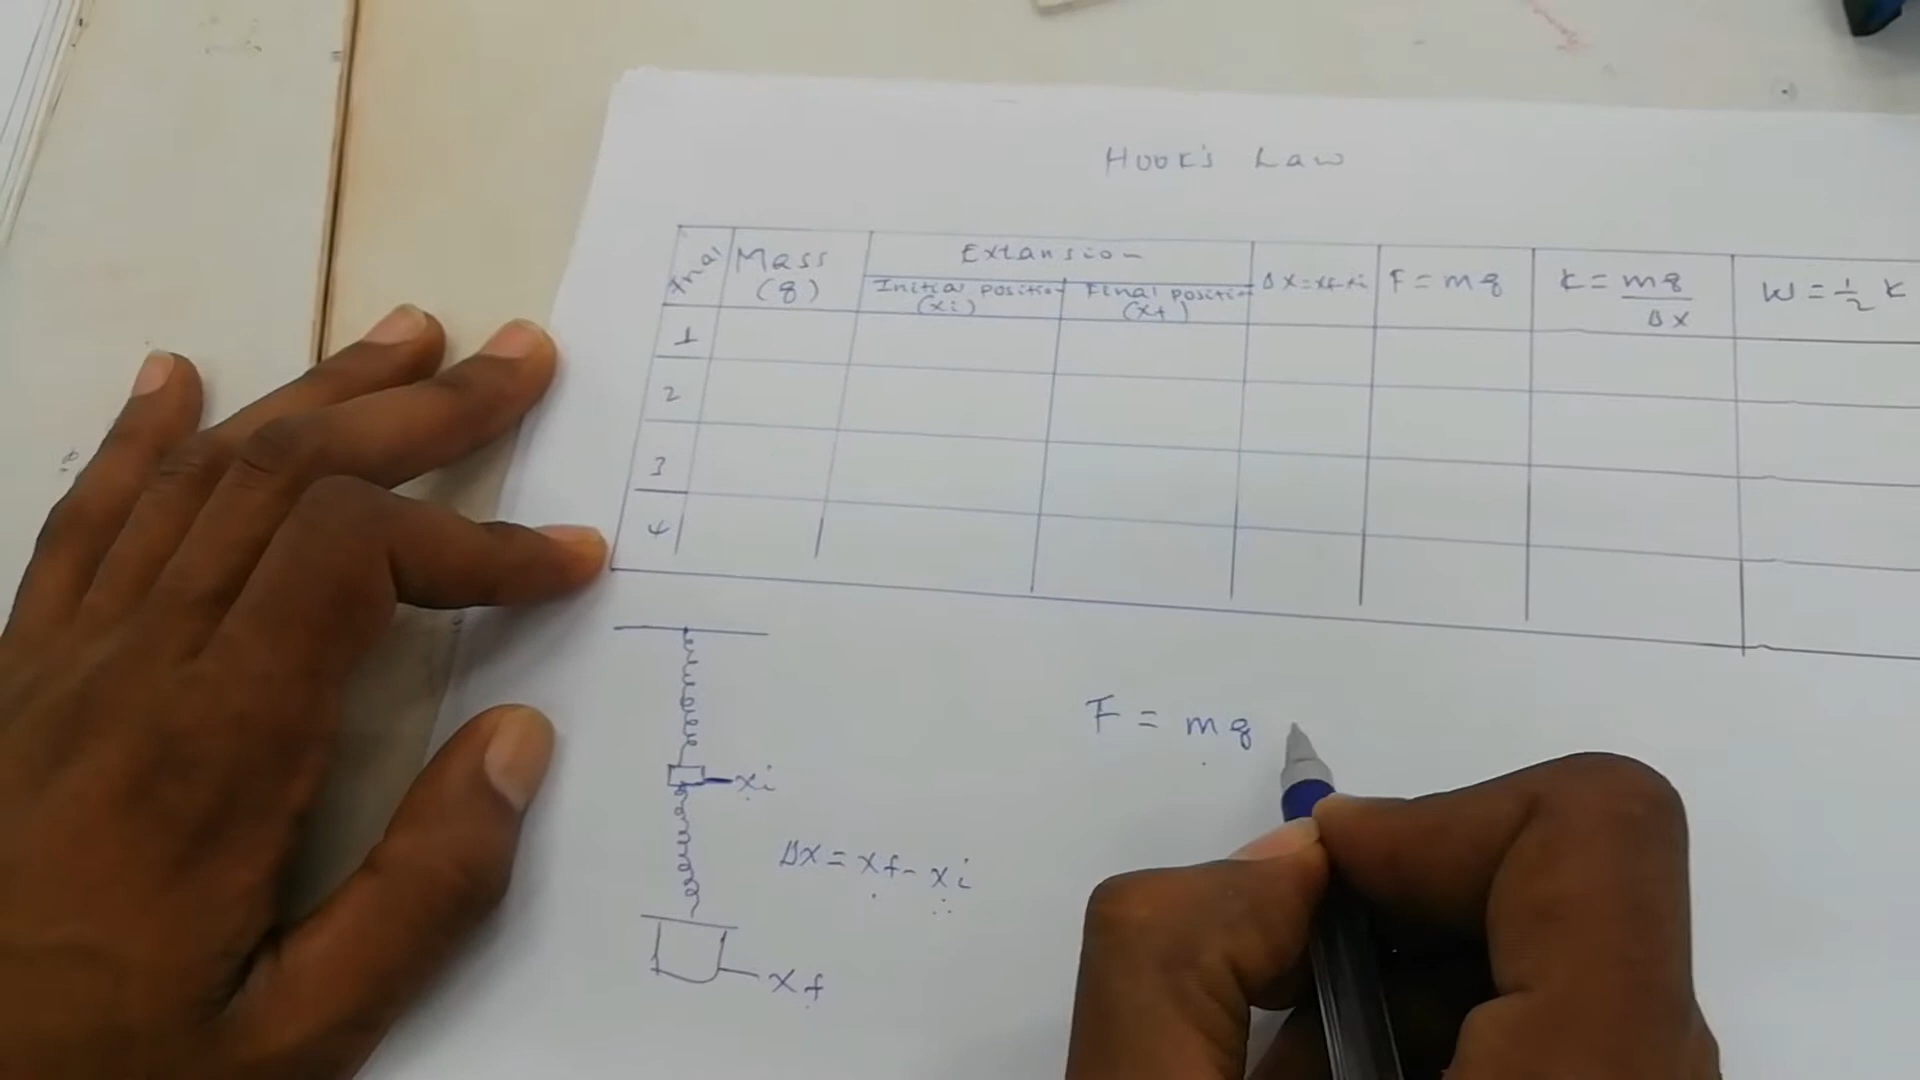 Hook's Law
Trial
Mass
(g)
Extansion
Initial position
(xi)
Final position
(xf)
Δx=xf-xi
F = mg
K = mg
Δx
W = 1/2 K
1
2
3
4
xi
Δx = xf - xi
xf
F = mg